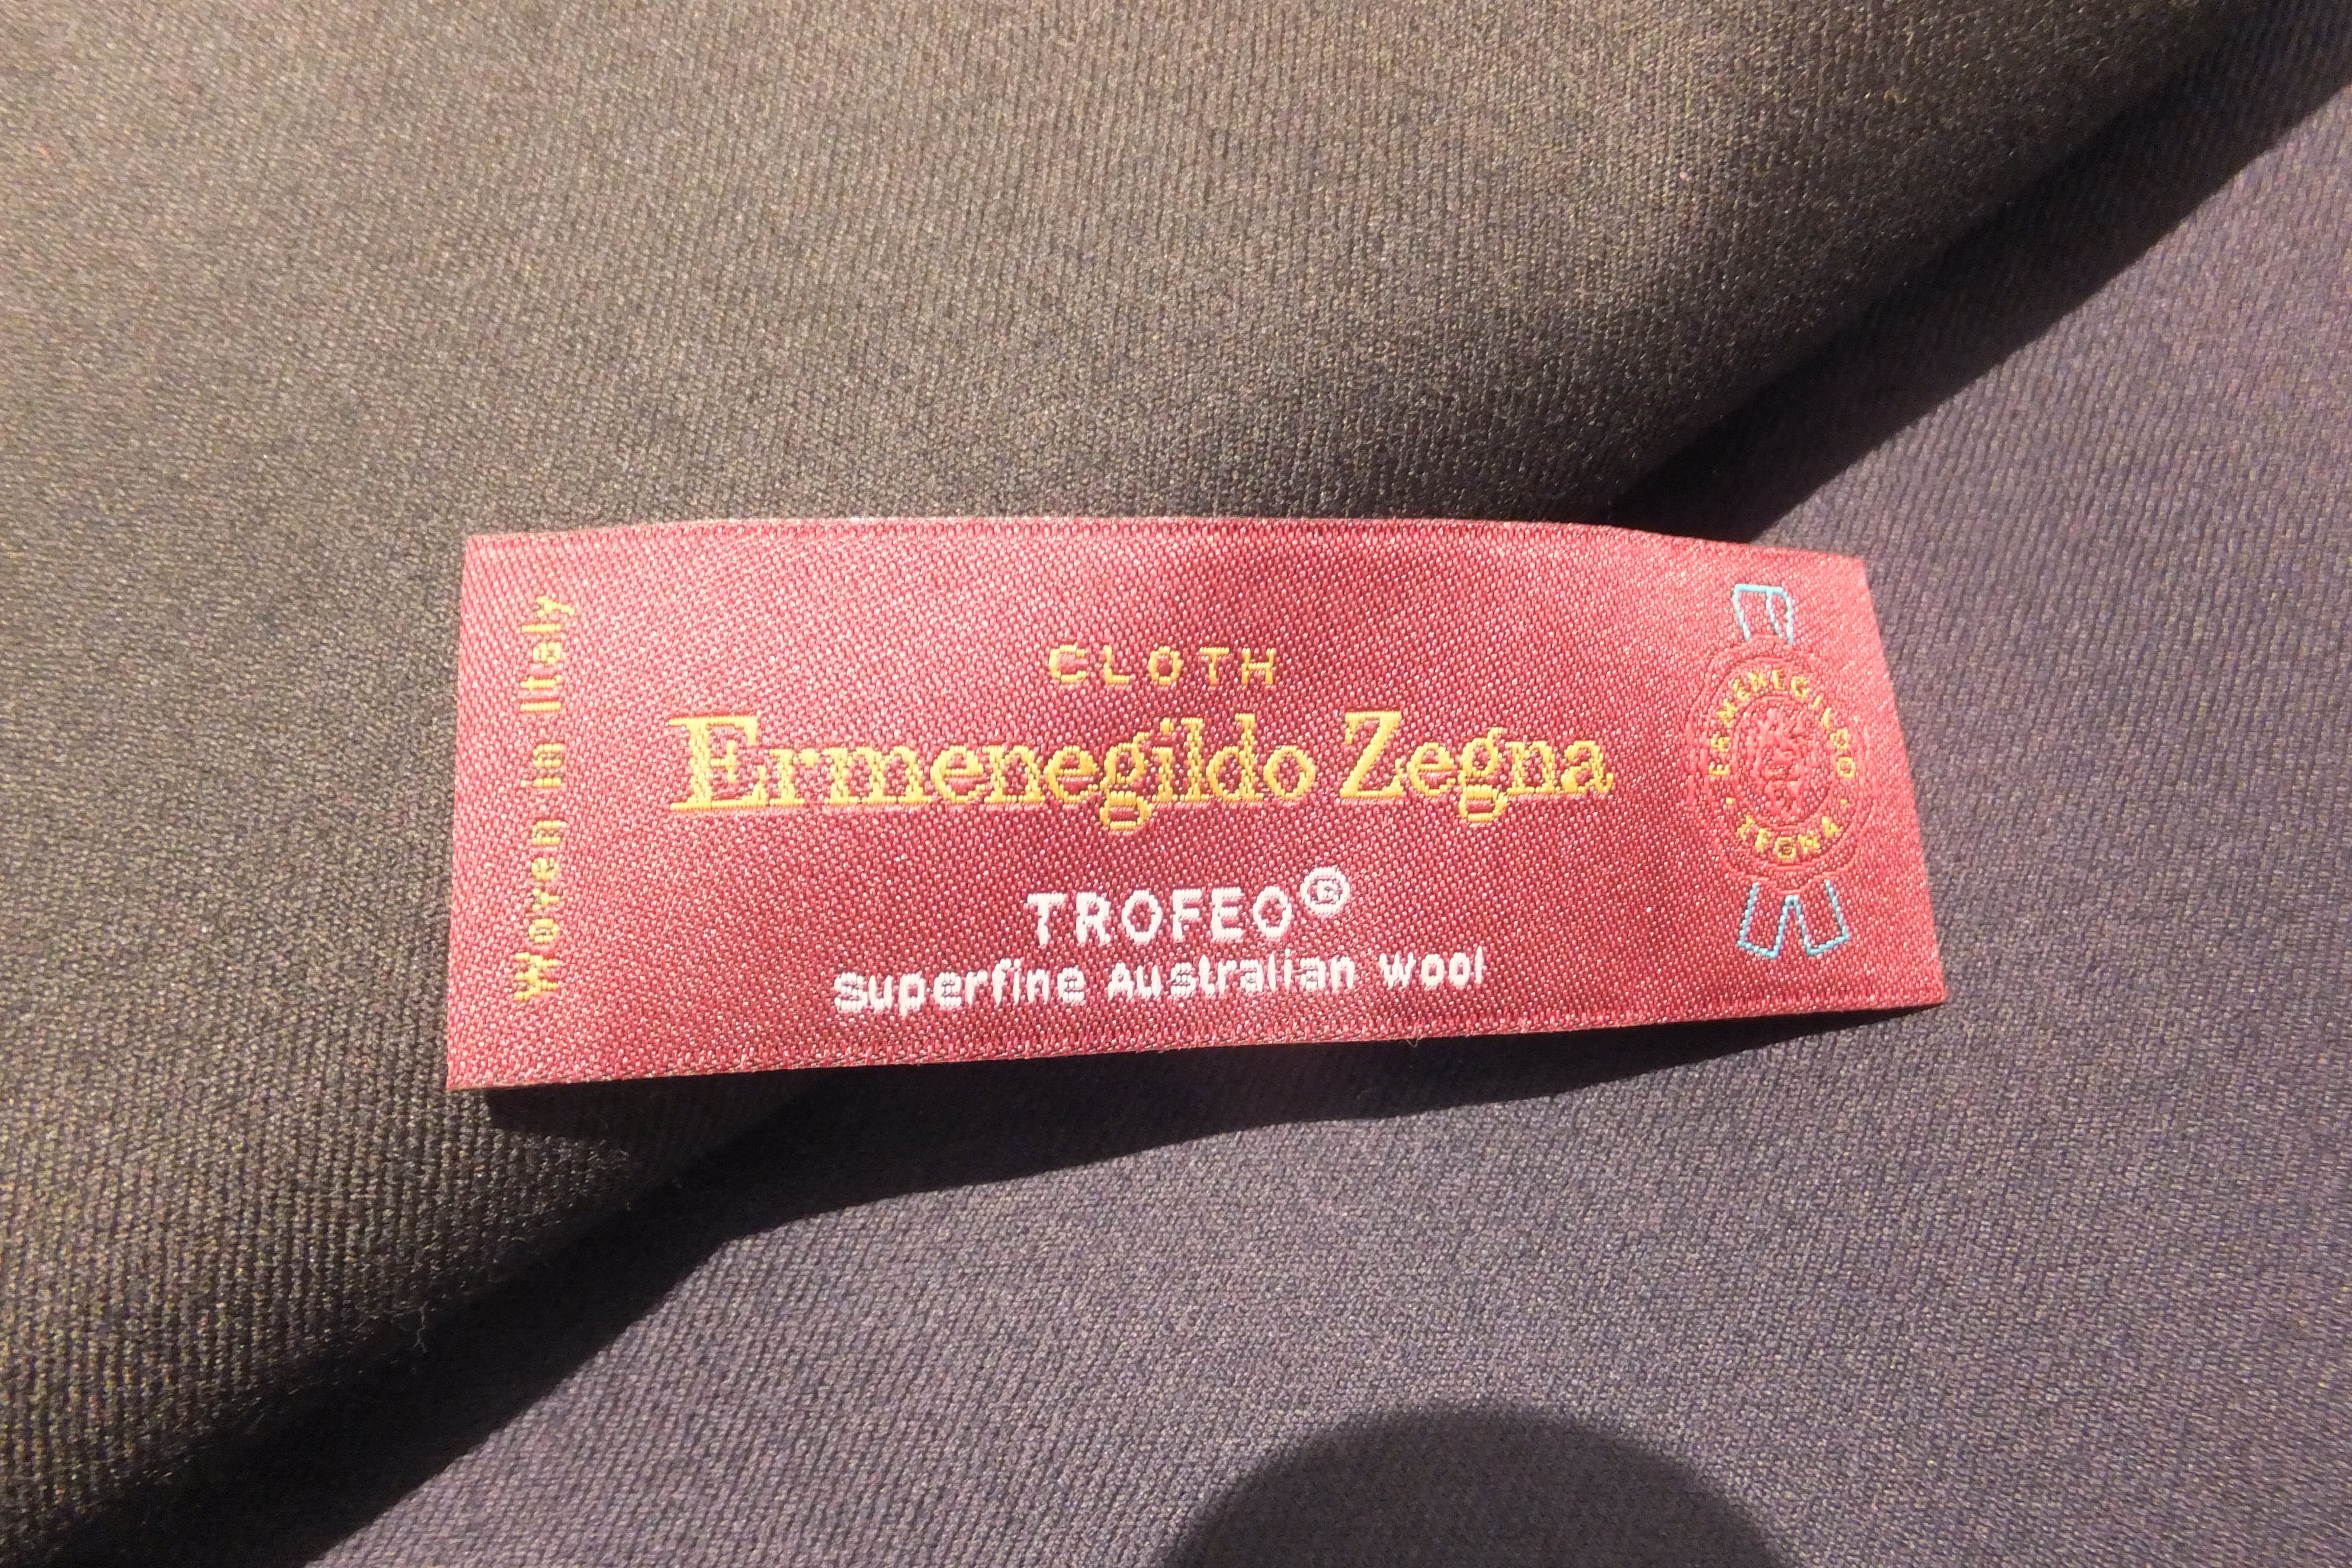 Woven in Italy
CLOTH
Ermenegildo Zegna
TROFEO®
Superfine Australian Wool
ERMENEGILDO
ZEGNA